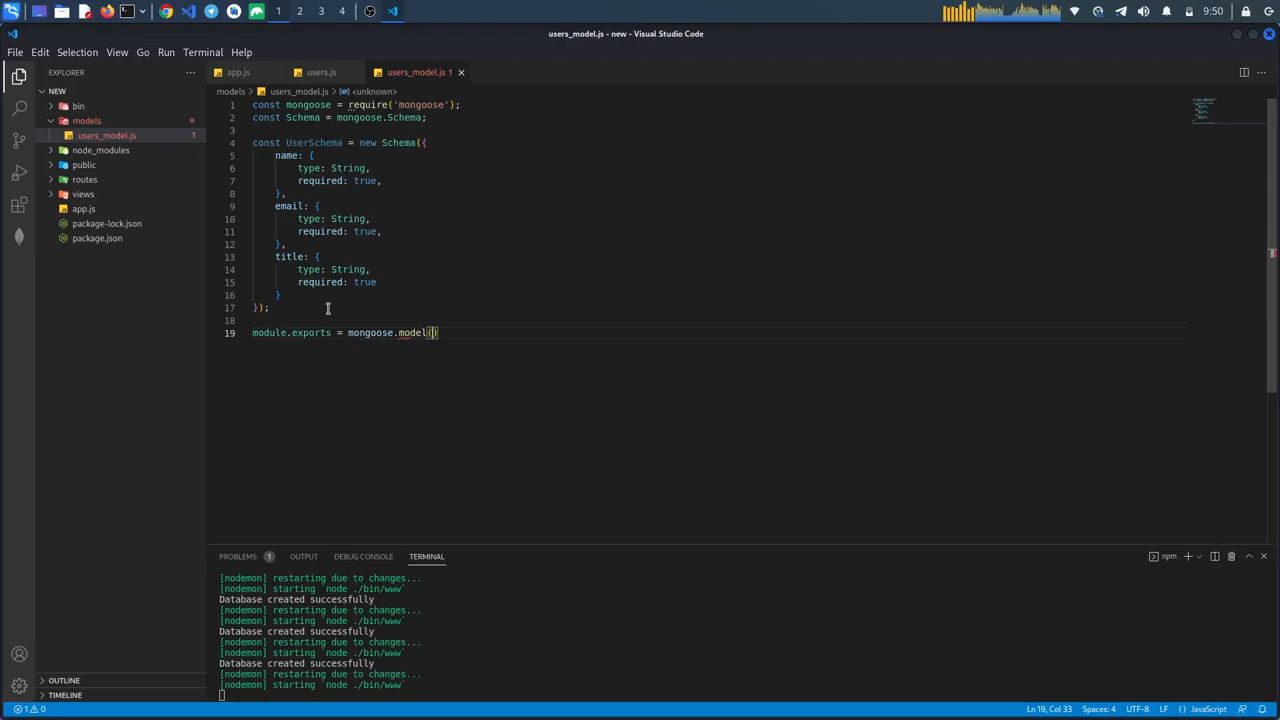 1 2 3 4 9:50
users_model.js - new - Visual Studio Code
File Edit Selection View Go Run Terminal Help
EXPLORER ... app.js users.js users_model.js 1
NEW models > users_model.js > <unknown>
bin
models
users_model.js 1
node_modules
public
routes
views
app.js
package-lock.json
package.json
1 const mongoose = require('mongoose');
2 const Schema = mongoose.Schema;
3
4 const UserSchema = new Schema({
5 name: {
6 type: String,
7 required: true,
8 },
9 email: {
10 type: String,
11 required: true,
12 },
13 title: {
14 type: String,
15 required: true
16 }
17 });
18
19 module.exports = mongoose.model()
PROBLEMS 1 OUTPUT DEBUG CONSOLE TERMINAL npm
[nodemon] restarting due to changes...
[nodemon] starting `node ./bin/www`
Database created successfully
[nodemon] restarting due to changes...
[nodemon] starting `node ./bin/www`
Database created successfully
[nodemon] restarting due to changes...
[nodemon] starting `node ./bin/www`
Database created successfully
[nodemon] restarting due to changes...
[nodemon] starting `node ./bin/www`
OUTLINE
TIMELINE
1 0 Ln 19, Col 33 Spaces: 4 UTF-8 LF {} JavaScript